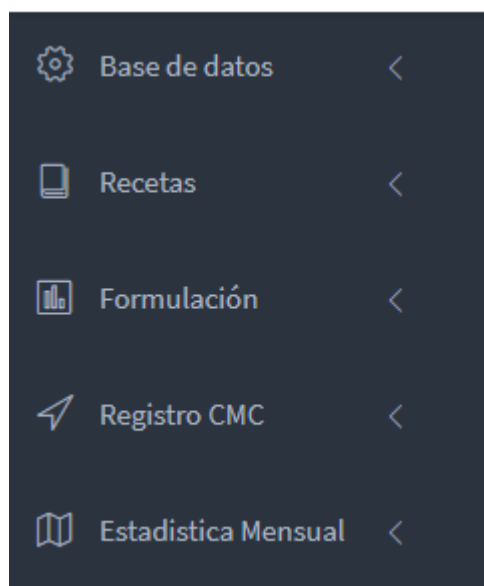 Base de datos
Recetas
Formulación
Registro CMC
Estadistica Mensual